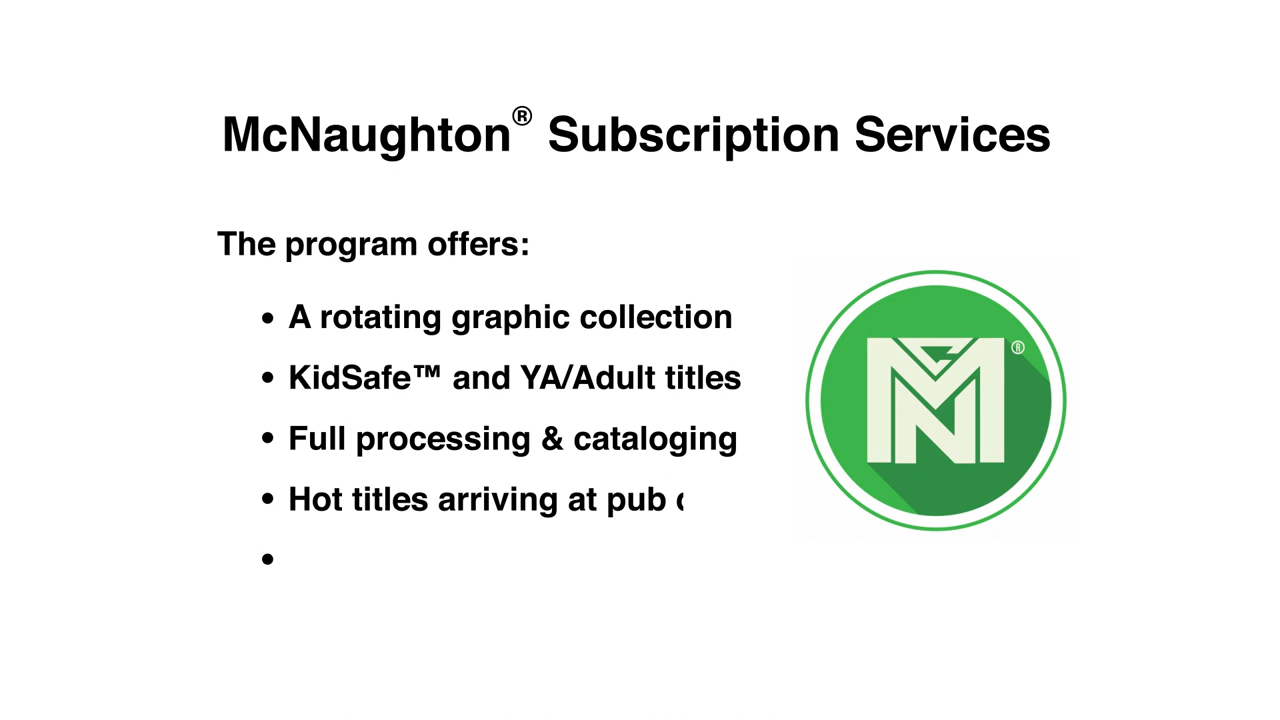 McNaughton® Subscription Services
The program offers:
• A rotating graphic collection
• KidSafe™ and YA/Adult titles
• Full processing & cataloging
• Hot titles arriving at pub
•
MCN®